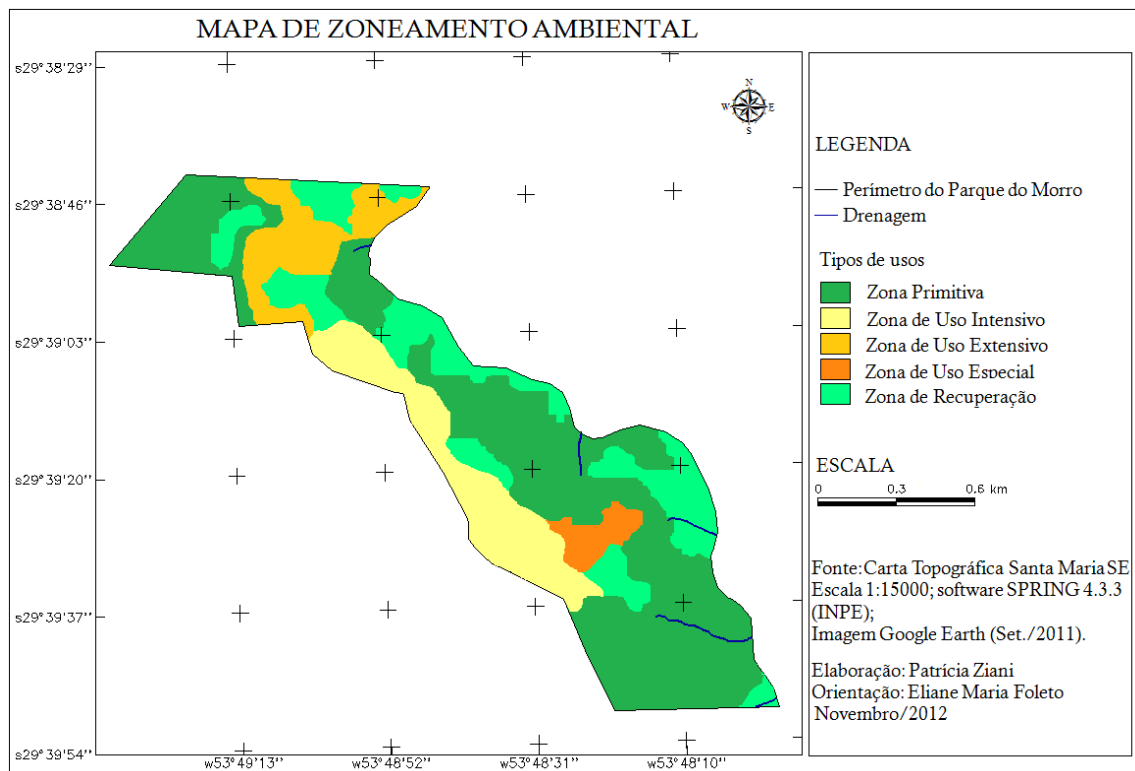 MAPA DE ZONEAMENTO AMBIENTAL
s29°38'29''
s29°38'46''
s29°39'03''
s29°39'20''
s29°39'37''
s29°39'54''
w53°49'13''
w53°48'52''
w53°48'31''
w53°48'10''
N
W
E
S
LEGENDA
Perímetro do Parque do Morro
Drenagem
Tipos de usos
Zona Primitiva
Zona de Uso Intensivo
Zona de Uso Extensivo
Zona de Uso Especial
Zona de Recuperação
ESCALA
0 0.3 0.6 km
Fonte: Carta Topográfica Santa Maria SE
Escala 1:15000; software SPRING 4.3.3
(INPE);
Imagem Google Earth (Set./2011).
Elaboração: Patrícia Ziani
Orientação: Eliane Maria Foleto
Novembro/2012